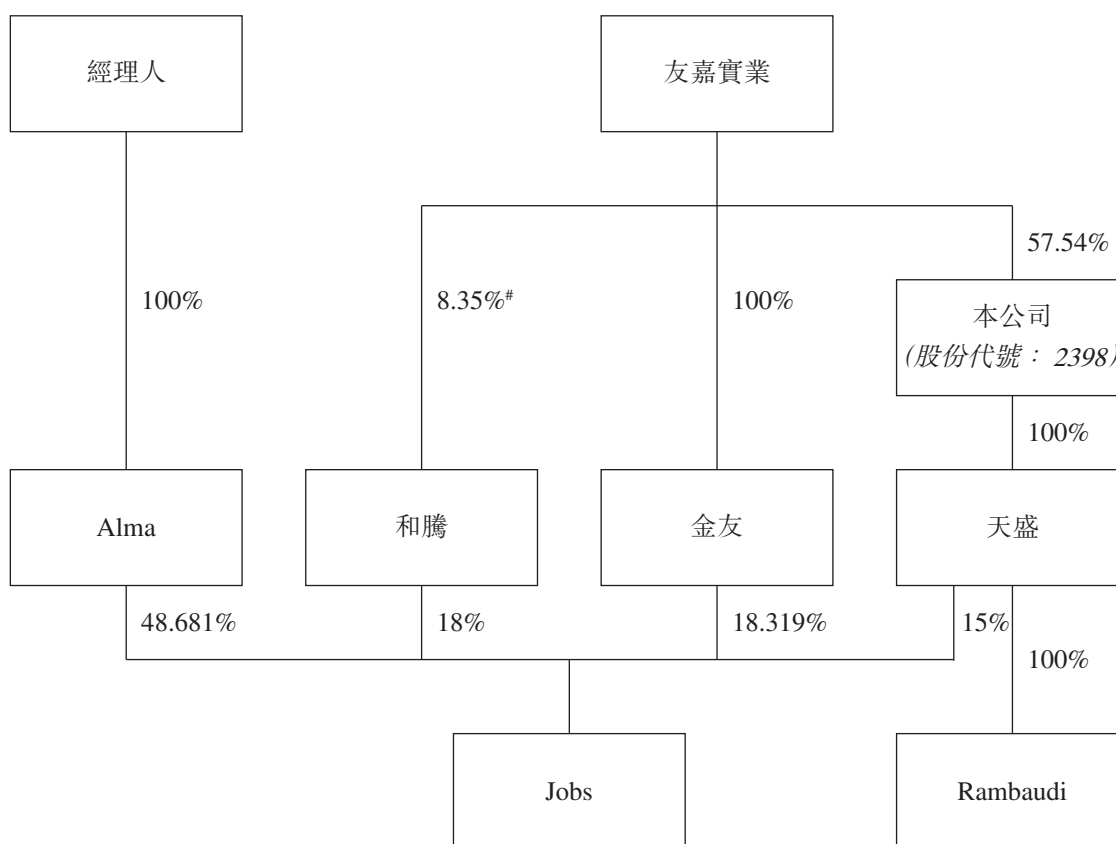 經理人
友嘉實業
57.54%
100%
8.35%#
100%
本公司
(股份代號：2398)
100%
Alma
和騰
金友
天盛
48.681%
18%
18.319%
15%
100%
Jobs
Rambaudi